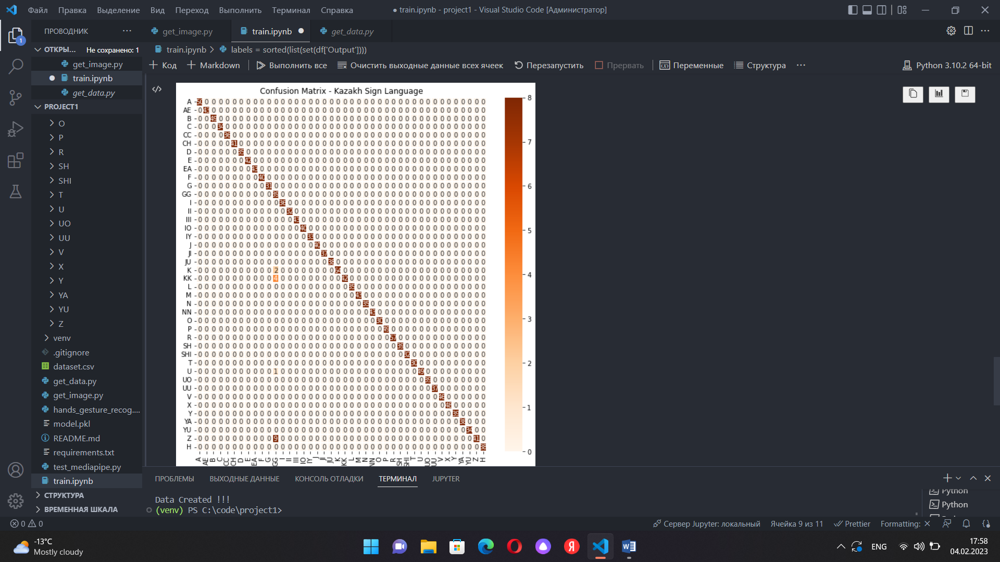 Файл Правка Выделение Вид Переход Выполнить Терминал Справка
● train.ipynb - project1 - Visual Studio Code [Администратор]
ПРОВОДНИК ···
get_image.py
train.ipynb ●
get_data.py
ОТКРЫ... Не сохранено: 1
get_image.py
● train.ipynb
get_data.py
PROJECT1
O
P
R
SH
SHI
T
U
UO
UU
V
X
Y
YA
YU
Z
venv
.gitignore
dataset.csv
get_data.py
get_image.py
hands_gesture_recog....
model.pkl
README.md
requirements.txt
test_mediapipe.py
train.ipynb
СТРУКТУРА
ВРЕМЕННАЯ ШКАЛА
train.ipynb > labels = sorted(list(set(df['Output'])))
+ Код + Markdown Выполнить все Очистить выходные данные всех ячеек Перезапустить Прервать Переменные Структура ···
Python 3.10.2 64-bit
Confusion Matrix - Kazakh Sign Language
A
AE
B
C
CC
CH
D
E
EA
F
G
GG
I
II
III
IO
IY
J
JI
JU
K
KK
L
M
N
NN
O
P
R
SH
SHI
T
U
UO
UU
V
X
Y
YA
YU
Z
H
A AE B C CC CH D E EA F G GG I II III IO IY J JI JU K KK L M N NN O P R SH SHI T U UO UU V X Y YA YU Z H
8
7
6
5
4
3
2
1
0
ПРОБЛЕМЫ ВЫХОДНЫЕ ДАННЫЕ КОНСОЛЬ ОТЛАДКИ ТЕРМИНАЛ JUPYTER
Data Created !!!
(venv) PS C:\code\project1>
Python
Python
0 0
Сервер Jupyter: локальный Ячейка 9 из 11 Prettier Formatting: ×
-13°C
Mostly cloudy
ENG
17:58
04.02.2023